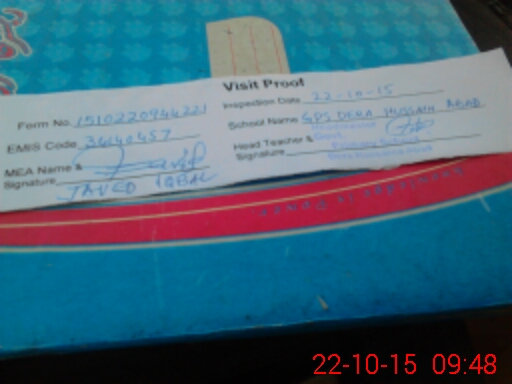 Visit Proof
Form No. 1510220944221
Inspection Date 22-10-15
EMIS Code 34440457
School Name GPS DERA HUSSAIN ABAD
MEA Name &
Signature
JAVED IQBAL
Head Teacher &
Signature
22-10-15 09:48